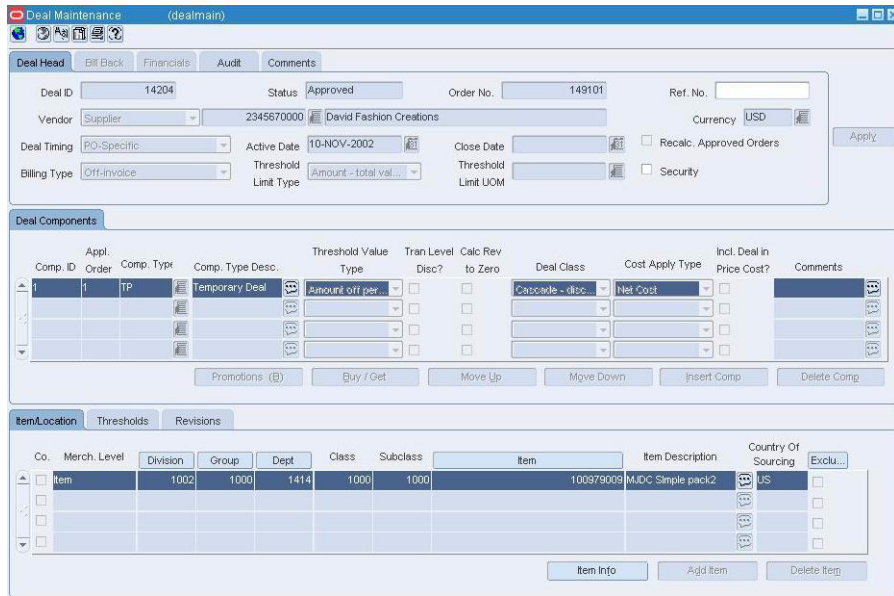 Deal Maintenance (dealmain)
Deal Head Bill Back Financials Audit Comments
Deal ID 14204 Status Approved Order No. 149101 Ref. No.
Vendor Supplier 2345670000 David Fashion Creations Currency USD
Apply
Deal Timing PO-Specific Active Date 10-NOV-2002 Close Date Recalc. Approved Orders
Billing Type Off-invoice Threshold Limit Type Amount - total val... Threshold Limit UOM Security
Deal Components
Comp. ID Appl. Order Comp. Type Comp. Type Desc. Threshold Value Type Tran Level Disc? Calc Rev to Zero Deal Class Cost Apply Type Incl. Deal in Price Cost? Comments
1 1 TP Temporary Deal Amount off per... Cascade - disc... Net Cost
Promotions (B) Buy / Get Move Up Move Down Insert Comp Delete Comp
Item/Location Thresholds Revisions
Co. Merch. Level Division Group Dept Class Subclass Item Item Description Country Of Sourcing Exclu...
Item 1002 1000 1414 1000 1000 100979009 MJDC Simple pack2 US
Item Info Add Item Delete Item